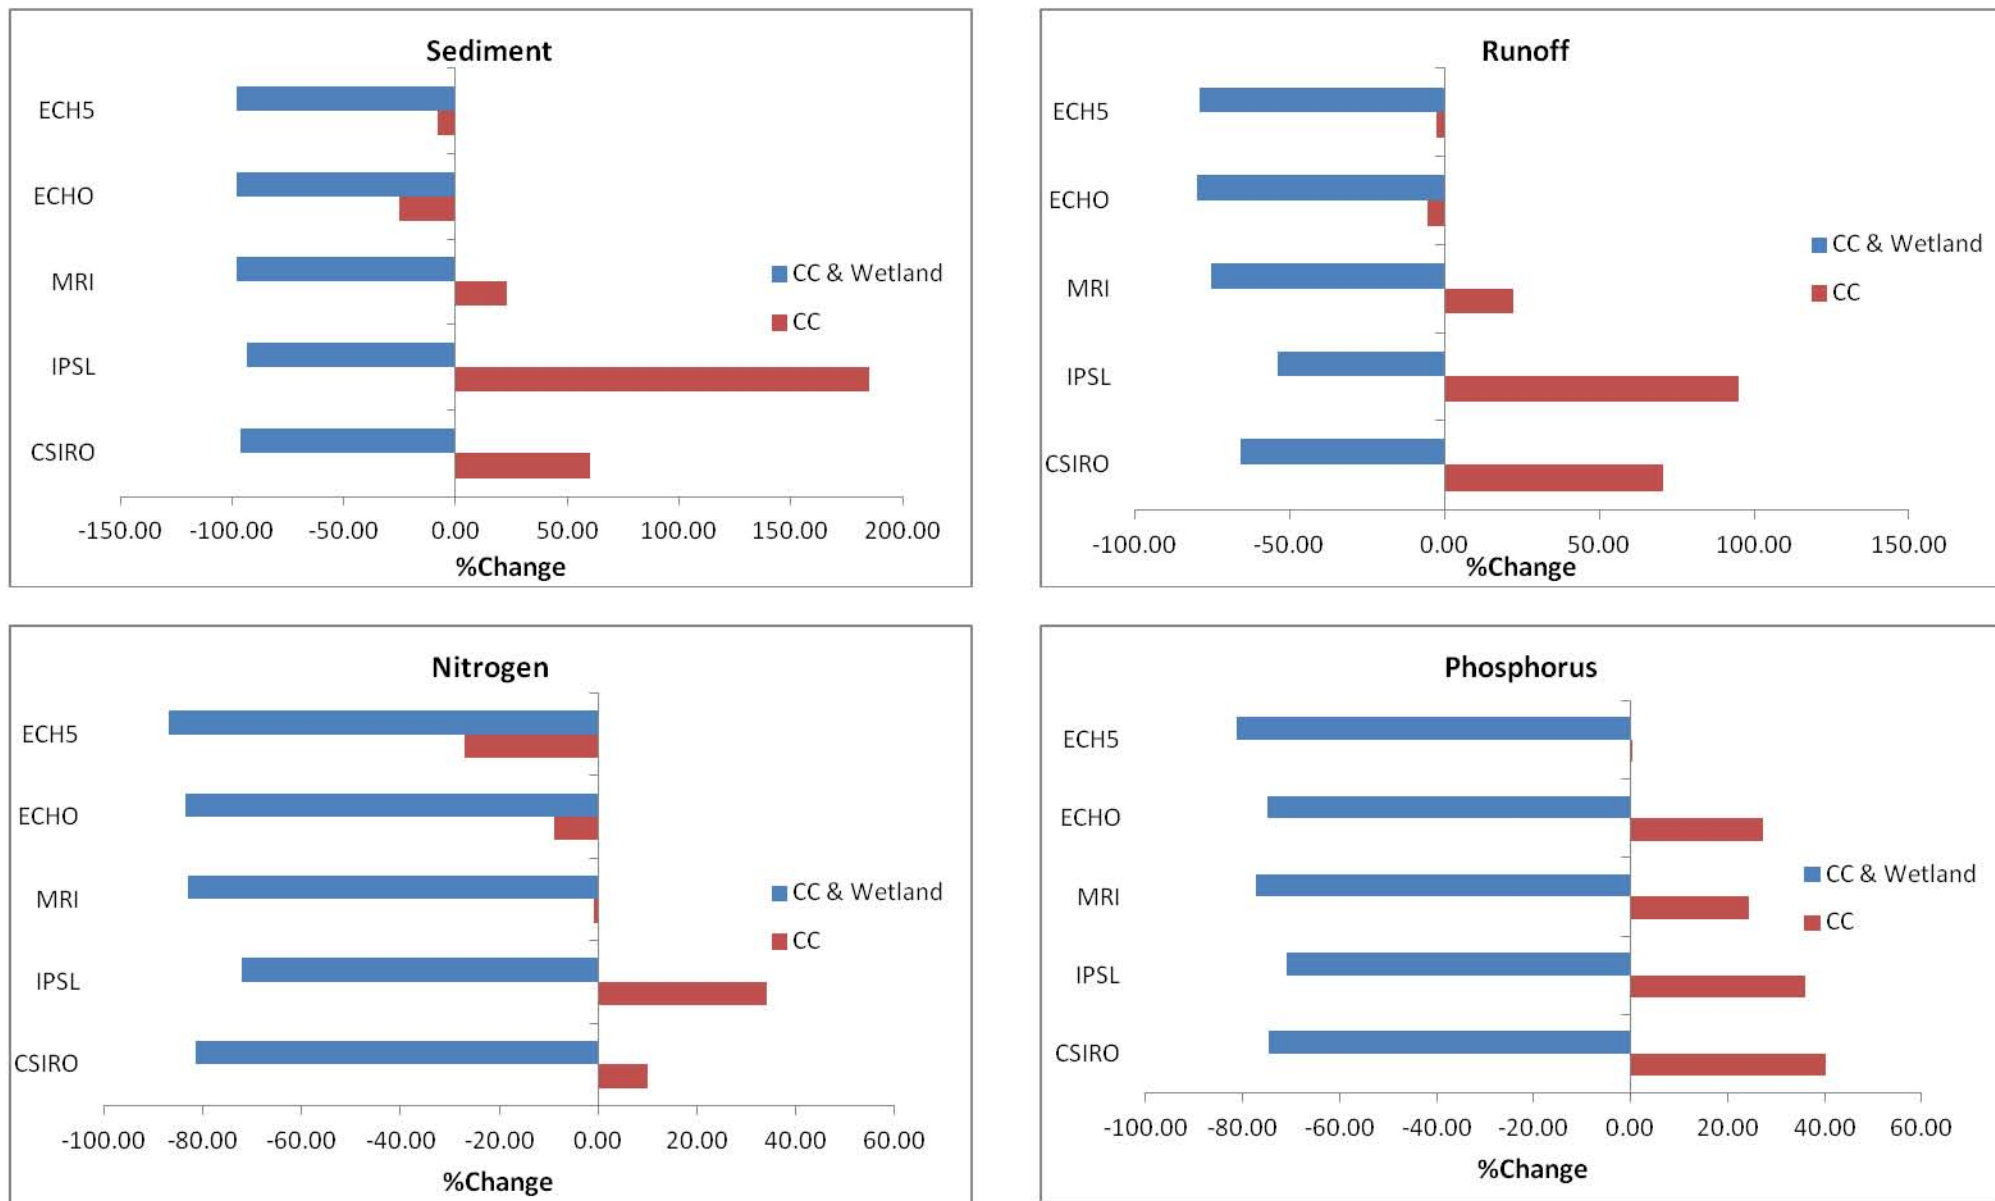 Sediment
ECH5
ECHO
MRI
IPSL
CSIRO
CC & Wetland
CC
-150.00 -100.00 -50.00 0.00 50.00 100.00 150.00 200.00
%Change
Runoff
ECH5
ECHO
MRI
IPSL
CSIRO
CC & Wetland
CC
-100.00 -50.00 0.00 50.00 100.00 150.00
%Change
Nitrogen
ECH5
ECHO
MRI
IPSL
CSIRO
CC & Wetland
CC
-100.00 -80.00 -60.00 -40.00 -20.00 0.00 20.00 40.00 60.00
%Change
Phosphorus
ECH5
ECHO
MRI
IPSL
CSIRO
CC & Wetland
CC
-100.00 -80.00 -60.00 -40.00 -20.00 0.00 20.00 40.00 60.00
%Change